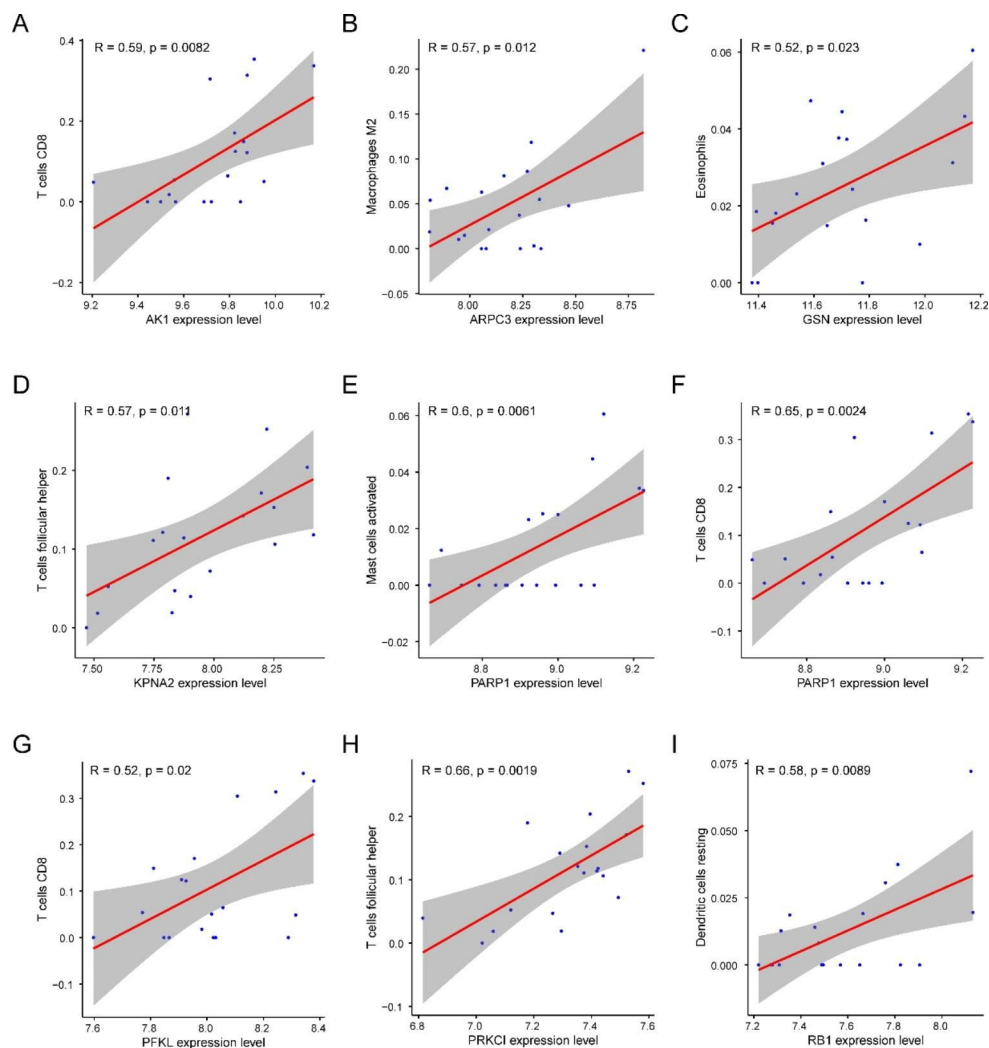 A
R = 0.59, p = 0.0082
T cells CD8
0.4
0.2
0.0
−0.2
9.2 9.4 9.6 9.8 10.0 10.2
AK1 expression level
B
R = 0.57, p = 0.012
Macrophages M2
0.20
0.15
0.10
0.05
0.00
−0.05
8.00 8.25 8.50 8.75
ARPC3 expression level
C
R = 0.52, p = 0.023
Eosinophils
0.06
0.04
0.02
0.00
11.4 11.6 11.8 12.0 12.2
GSN expression level
D
R = 0.57, p = 0.011
T cells follicular helper
0.2
0.1
0.0
7.50 7.75 8.00 8.25
KPNA2 expression level
E
R = 0.6, p = 0.0061
Mast cells activated
0.06
0.04
0.02
0.00
−0.02
8.8 9.0 9.2
PARP1 expression level
F
R = 0.65, p = 0.0024
T cells CD8
0.3
0.2
0.1
0.0
−0.1
8.8 9.0 9.2
PARP1 expression level
G
R = 0.52, p = 0.02
T cells CD8
0.3
0.2
0.1
0.0
−0.1
7.6 7.8 8.0 8.2 8.4
PFKL expression level
H
R = 0.66, p = 0.0019
T cells follicular helper
0.3
0.2
0.1
0.0
−0.1
6.8 7.0 7.2 7.4 7.6
PRKCI expression level
I
R = 0.58, p = 0.0089
Dendritic cells resting
0.075
0.050
0.025
0.000
7.2 7.4 7.6 7.8 8.0
RB1 expression level